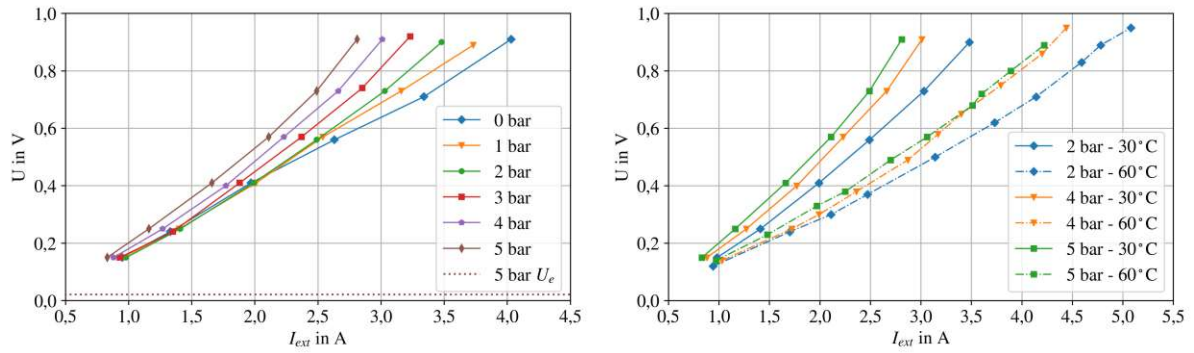 1,0
0,8
0,6
0,4
0,2
0,0
U in V
0,5 1,0 1,5 2,0 2,5 3,0 3,5 4,0 4,5
I_ext in A
0 bar
1 bar
2 bar
3 bar
4 bar
5 bar
5 bar U_e
1,0
0,8
0,6
0,4
0,2
0,0
U in V
0,5 1,0 1,5 2,0 2,5 3,0 3,5 4,0 4,5 5,0 5,5
I_ext in A
2 bar - 30°C
2 bar - 60°C
4 bar - 30°C
4 bar - 60°C
5 bar - 30°C
5 bar - 60°C